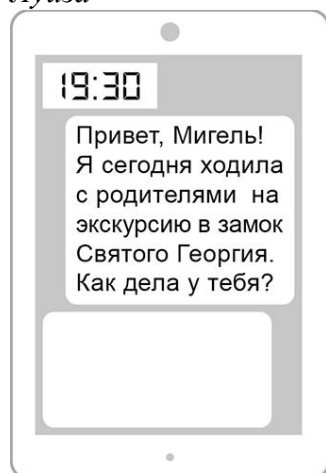 Луиза
19:30
Привет, Мигель!
Я сегодня ходила
с родителями на
экскурсию в замок
Святого Георгия.
Как дела у тебя?